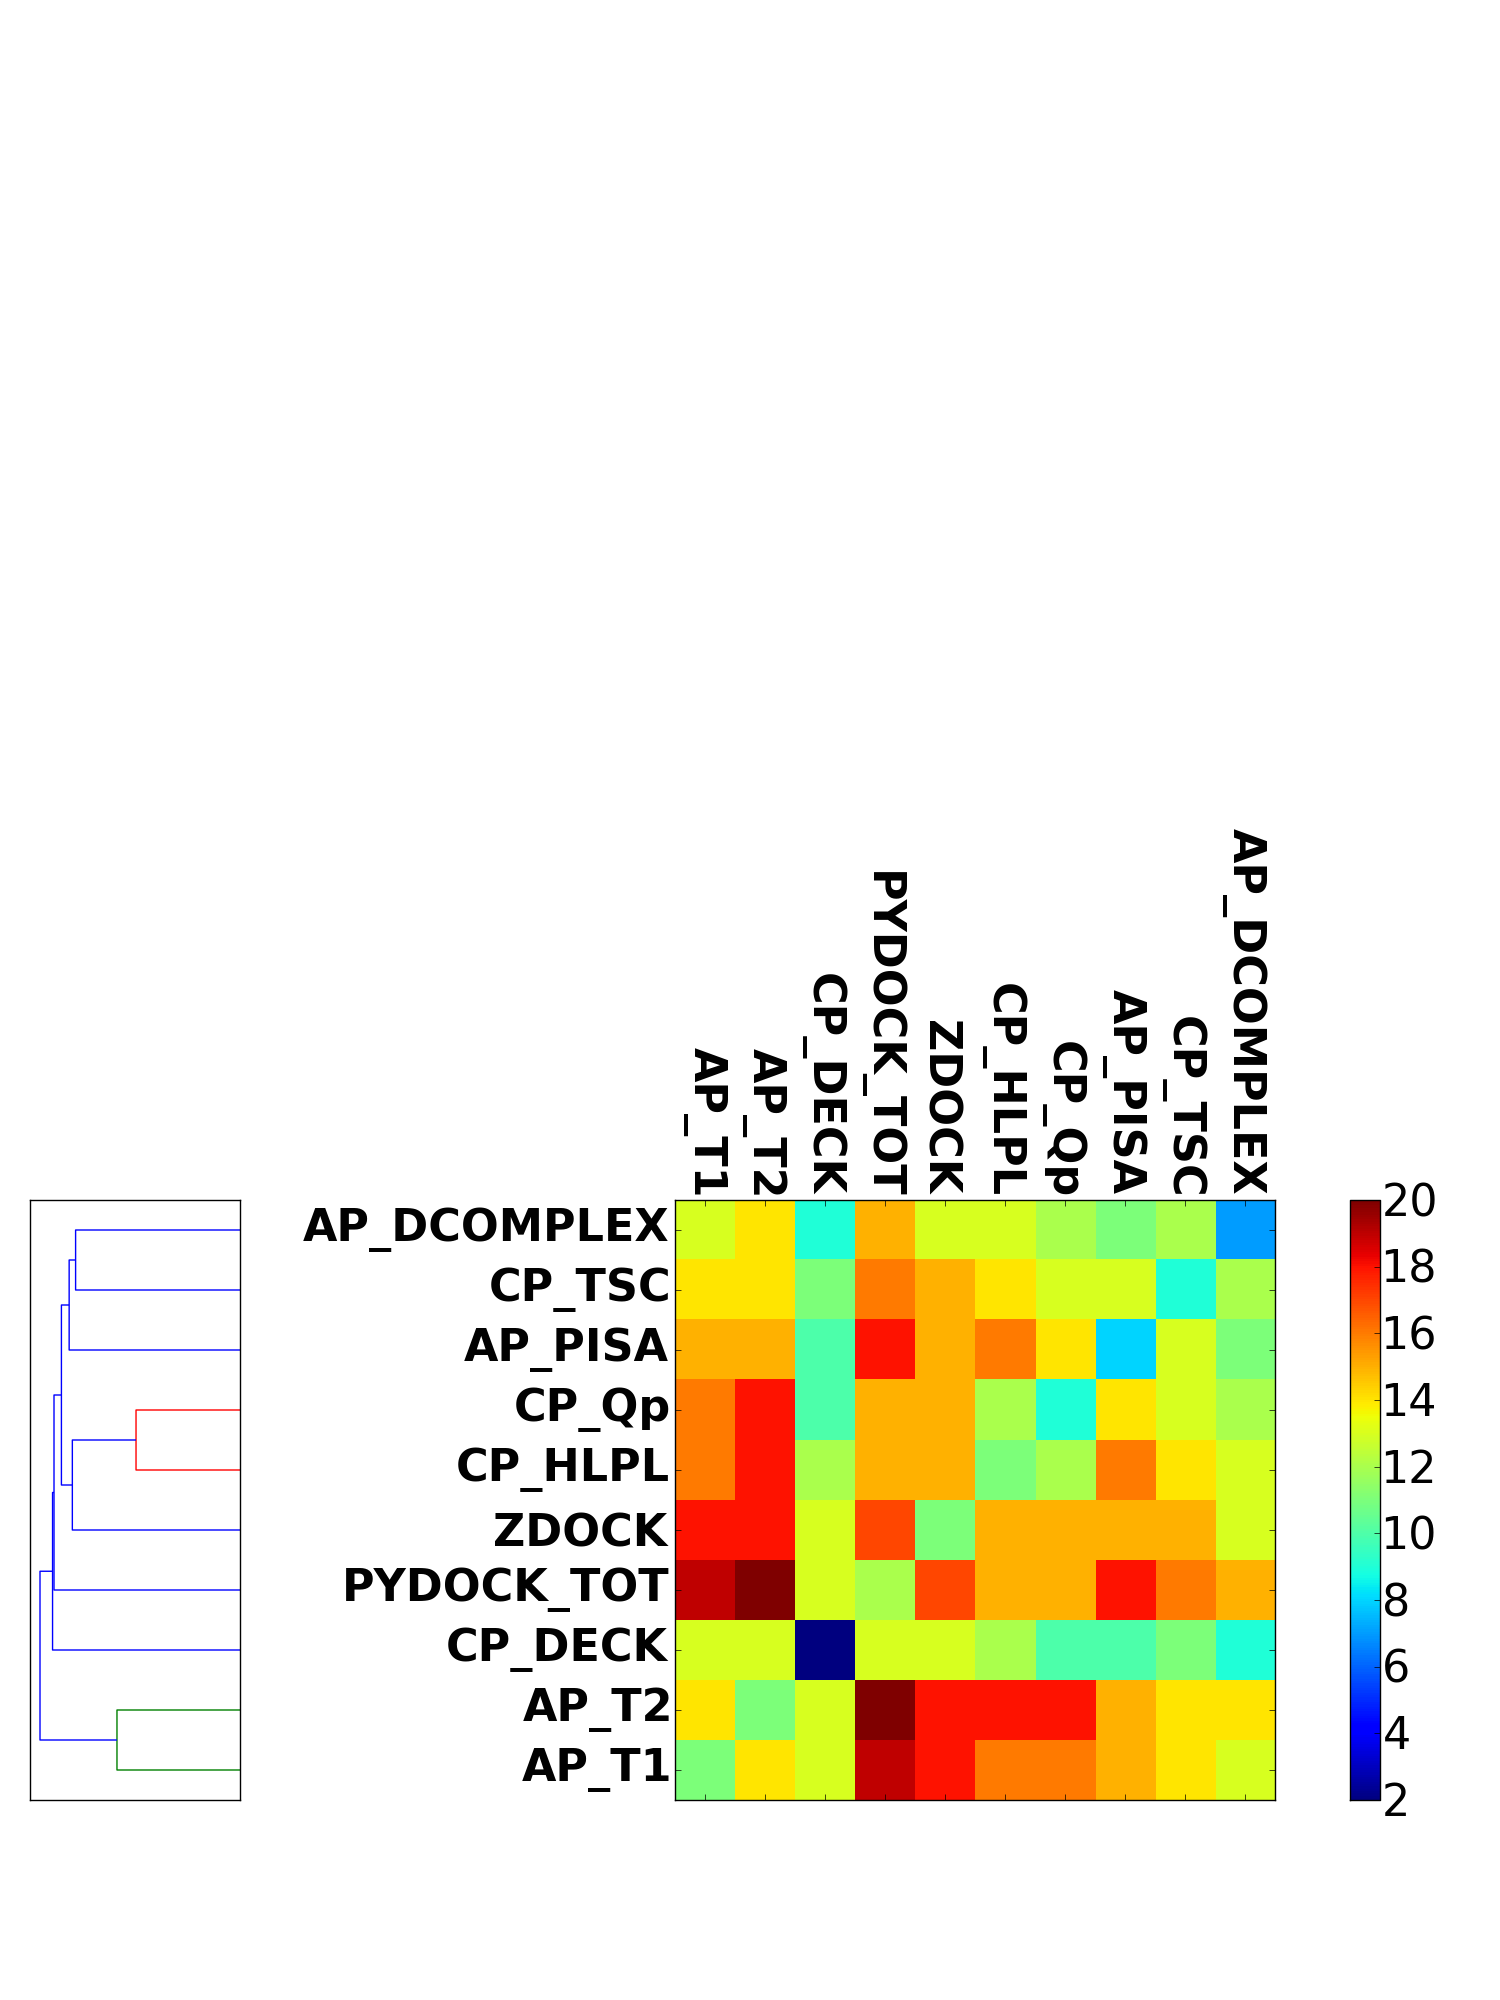 AP_T1
AP_T2
CP_DECK
PYDOCK_TOT
ZDOCK
CP_HLPL
CP_Qp
AP_PISA
CP_TSC
AP_DCOMPLEX
AP_DCOMPLEX
CP_TSC
AP_PISA
CP_Qp
CP_HLPL
ZDOCK
PYDOCK_TOT
CP_DECK
AP_T2
AP_T1
20
18
16
14
12
10
8
6
4
2